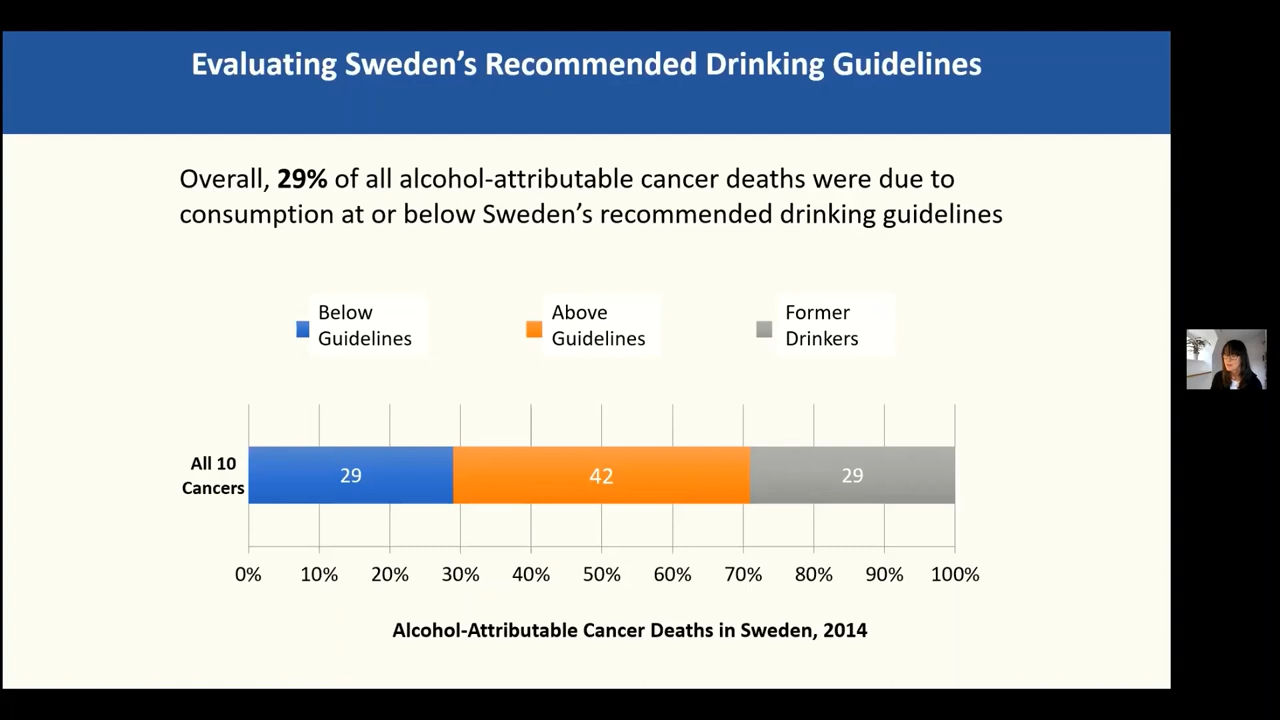 Evaluating Sweden's Recommended Drinking Guidelines
Overall, 29% of all alcohol-attributable cancer deaths were due to
consumption at or below Sweden's recommended drinking guidelines
Below
Guidelines
Above
Guidelines
Former
Drinkers
All 10
Cancers
29
42
29
0% 10% 20% 30% 40% 50% 60% 70% 80% 90% 100%
Alcohol-Attributable Cancer Deaths in Sweden, 2014